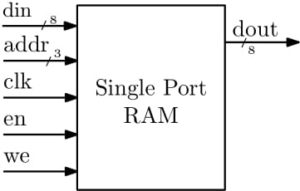 din
8
addr
3
clk
en
we
Single Port
RAM
dout
8